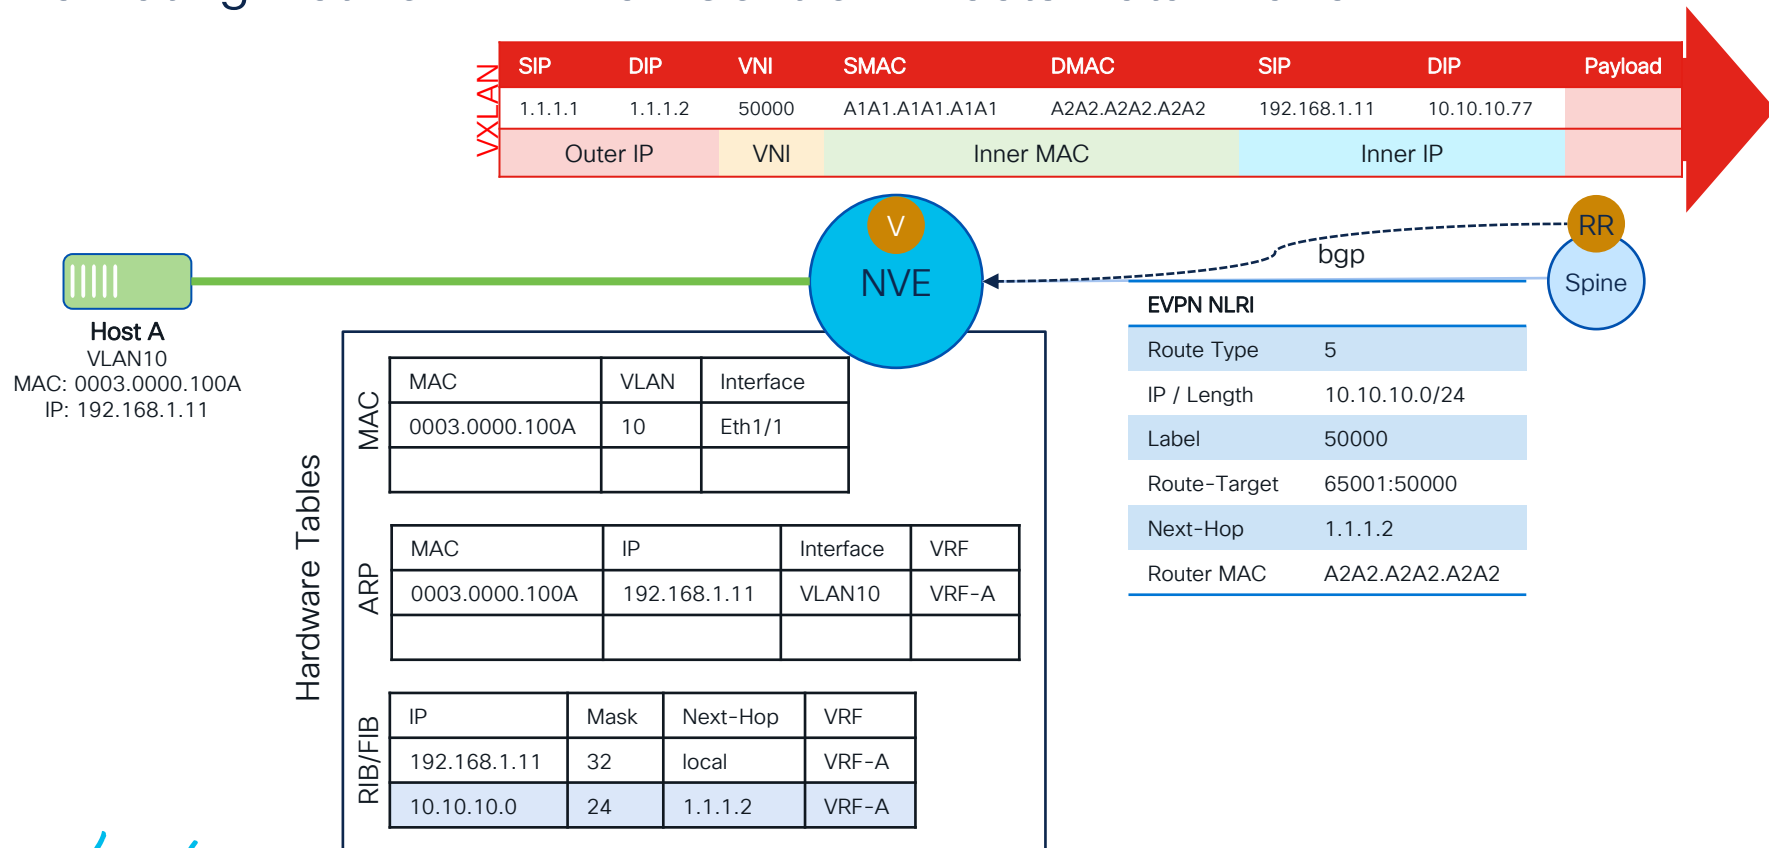 VXLAN
SIP DIP VNI SMAC DMAC SIP DIP Payload
1.1.1.1 1.1.1.2 50000 A1A1.A1A1.A1A1 A2A2.A2A2.A2A2 192.168.1.11 10.10.10.77
Outer IP VNI Inner MAC Inner IP
V
NVE
bgp
RR
Spine
Host A
VLAN10
MAC: 0003.0000.100A
IP: 192.168.1.11
Hardware Tables
MAC
MAC VLAN Interface
0003.0000.100A 10 Eth1/1
ARP
MAC IP Interface VRF
0003.0000.100A 192.168.1.11 VLAN10 VRF-A
RIB/FIB
IP Mask Next-Hop VRF
192.168.1.11 32 local VRF-A
10.10.10.0 24 1.1.1.2 VRF-A
EVPN NLRI
Route Type 5
IP / Length 10.10.10.0/24
Label 50000
Route-Target 65001:50000
Next-Hop 1.1.1.2
Router MAC A2A2.A2A2.A2A2